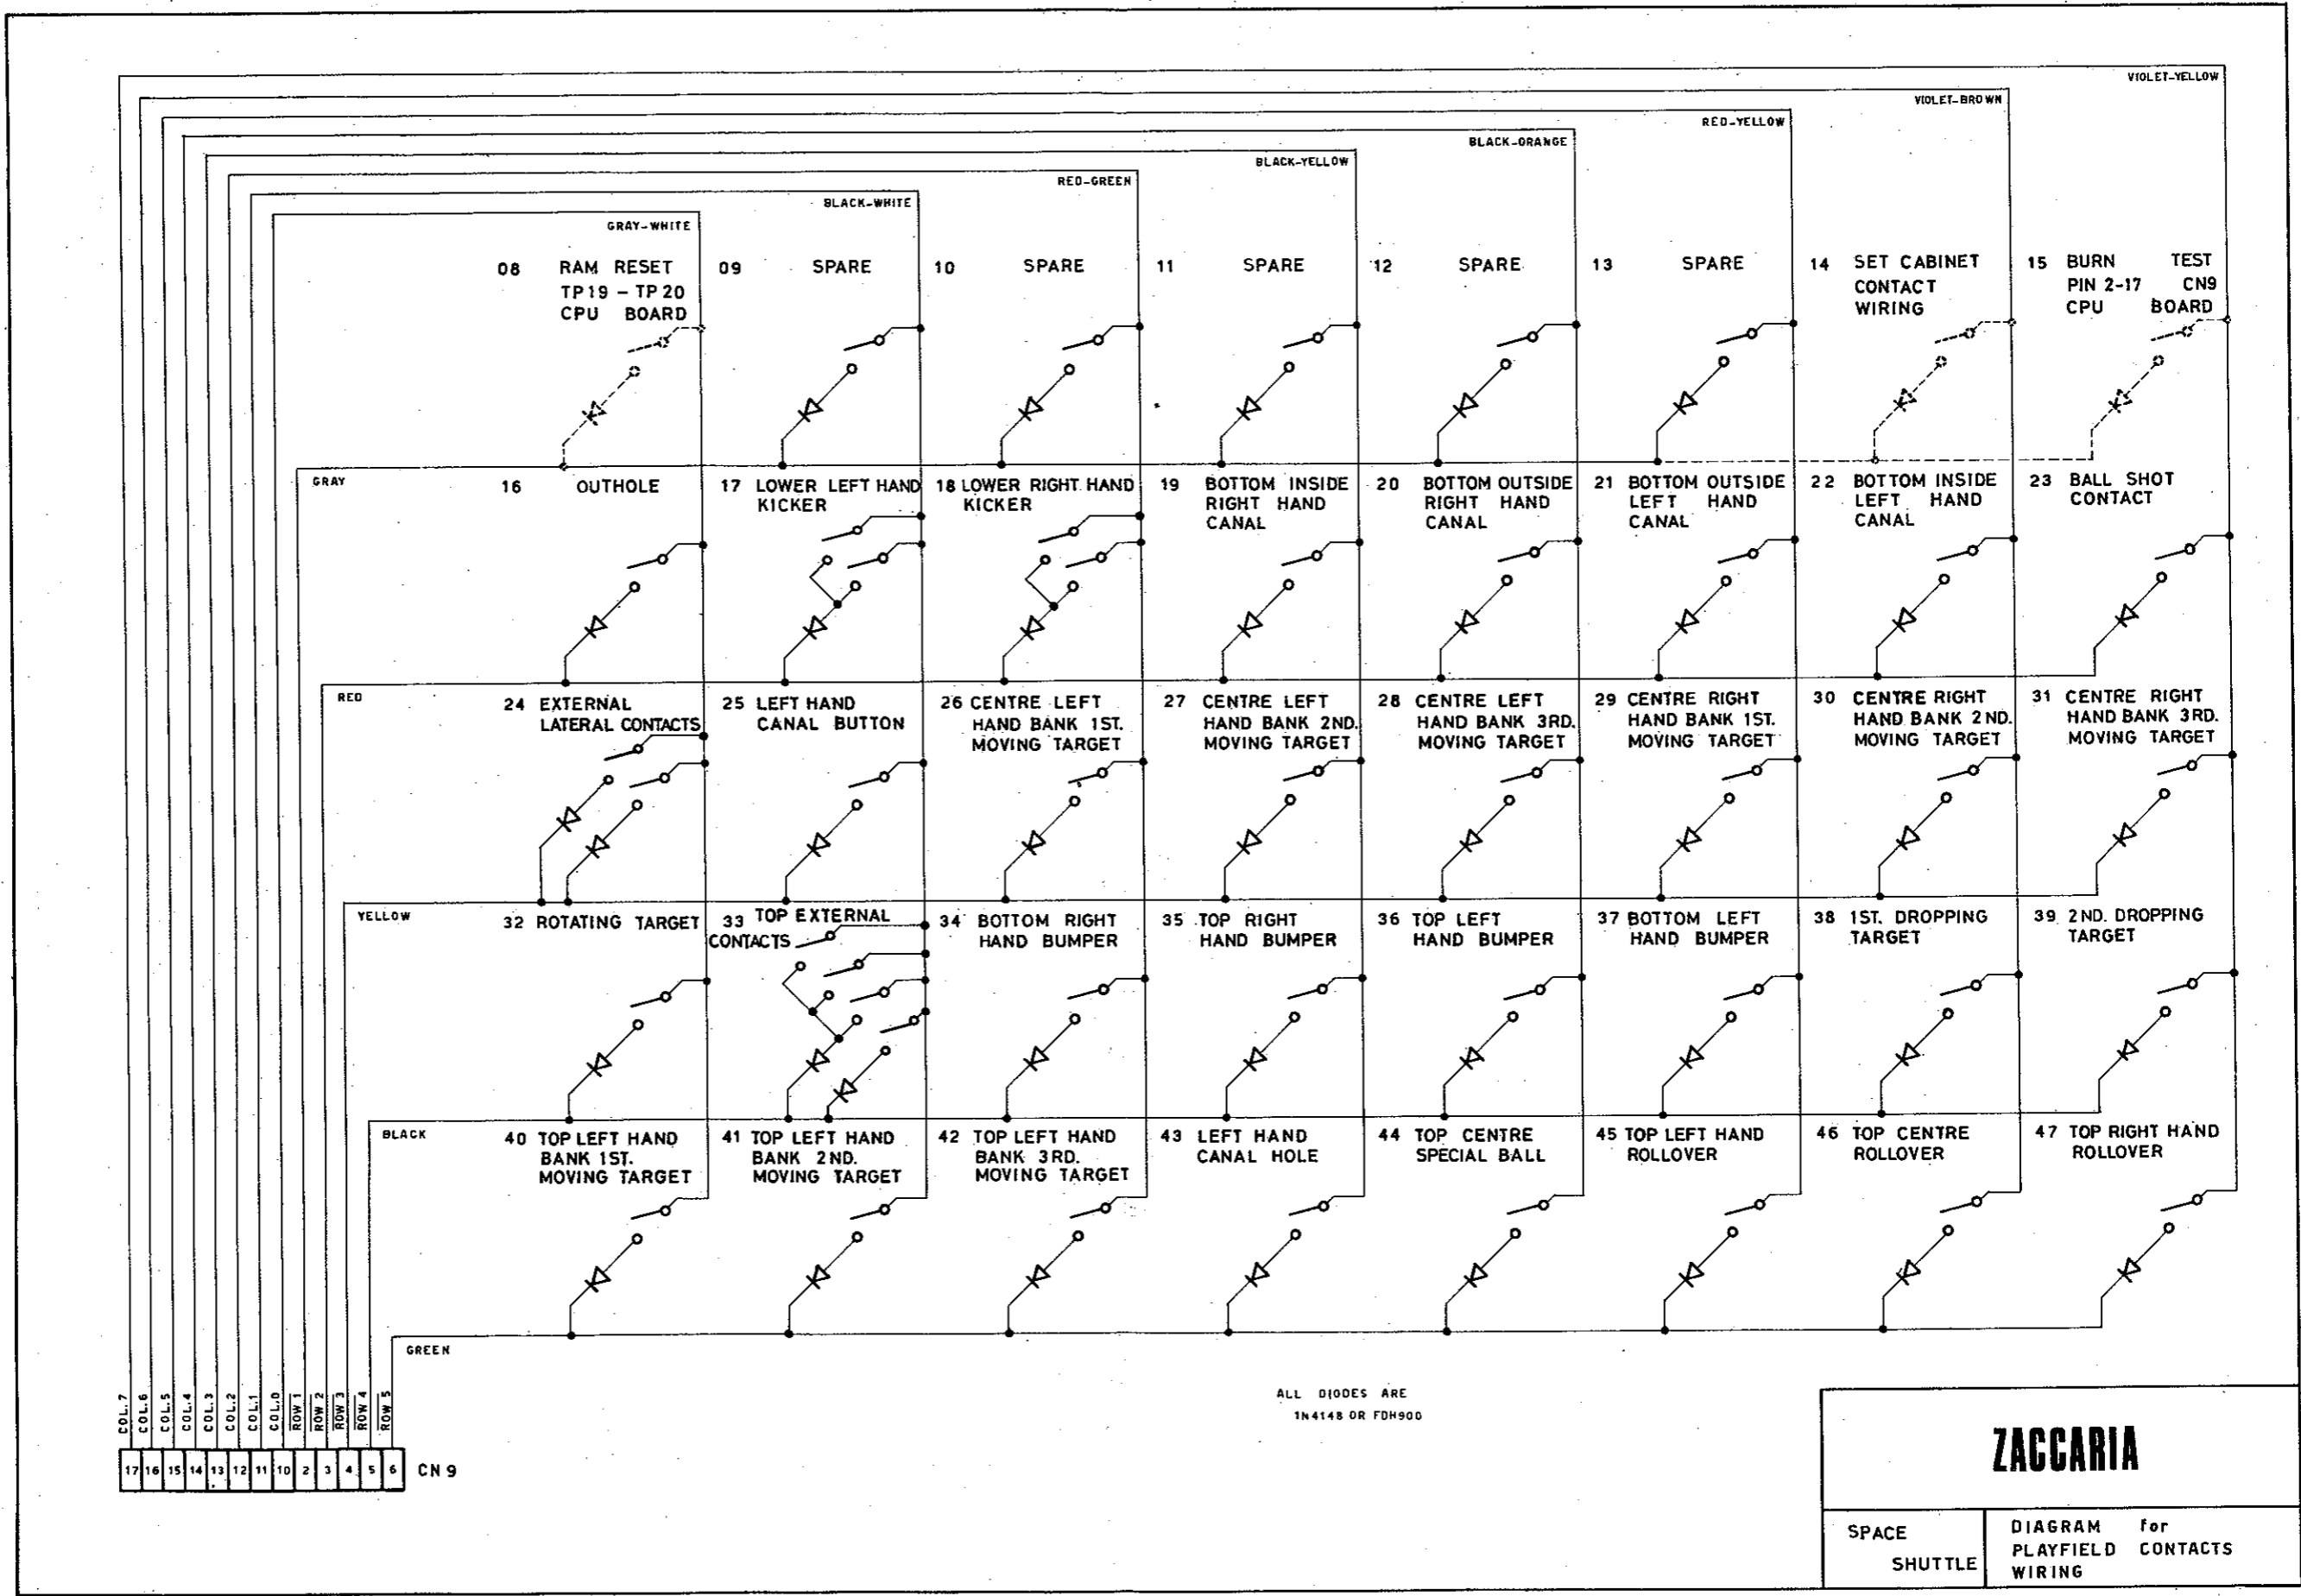 VIOLET-YELLOW
VIOLET-BROWN
RED-YELLOW
BLACK-ORANGE
BLACK-YELLOW
RED-GREEN
BLACK-WHITE
GRAY-WHITE
08 RAM RESET
TP19 - TP20
CPU BOARD
09 SPARE
10 SPARE
11 SPARE
12 SPARE
13 SPARE
14 SET CABINET
CONTACT
WIRING
15 BURN TEST
PIN 2-17 CN9
CPU BOARD
GRAY
16 OUTHOLE
17 LOWER LEFT HAND
KICKER
18 LOWER RIGHT HAND
KICKER
19 BOTTOM INSIDE
RIGHT HAND
CANAL
20 BOTTOM OUTSIDE
RIGHT HAND
CANAL
21 BOTTOM OUTSIDE
LEFT HAND
CANAL
22 BOTTOM INSIDE
LEFT HAND
CANAL
23 BALL SHOT
CONTACT
RED
24 EXTERNAL
LATERAL CONTACTS
25 LEFT HAND
CANAL BUTTON
26 CENTRE LEFT
HAND BANK 1ST.
MOVING TARGET
27 CENTRE LEFT
HAND BANK 2ND.
MOVING TARGET
28 CENTRE LEFT
HAND BANK 3RD.
MOVING TARGET
29 CENTRE RIGHT
HAND BANK 1ST.
MOVING TARGET
30 CENTRE RIGHT
HAND BANK 2ND.
MOVING TARGET
31 CENTRE RIGHT
HAND BANK 3RD.
MOVING TARGET
YELLOW
32 ROTATING TARGET
33 TOP EXTERNAL
CONTACTS
34 BOTTOM RIGHT
HAND BUMPER
35 TOP RIGHT
HAND BUMPER
36 TOP LEFT
HAND BUMPER
37 BOTTOM LEFT
HAND BUMPER
38 1ST. DROPPING
TARGET
39 2ND. DROPPING
TARGET
BLACK
40 TOP LEFT HAND
BANK 1ST.
MOVING TARGET
41 TOP LEFT HAND
BANK 2ND.
MOVING TARGET
42 TOP LEFT HAND
BANK 3RD.
MOVING TARGET
43 LEFT HAND
CANAL HOLE
44 TOP CENTRE
SPECIAL BALL
45 TOP LEFT HAND
ROLLOVER
46 TOP CENTRE
ROLLOVER
47 TOP RIGHT HAND
ROLLOVER
GREEN
COL.7
COL.6
COL.5
COL.4
COL.3
COL.2
COL.1
COL.0
ROW 1
ROW 2
ROW 3
ROW 4
ROW 5
17 16 15 14 13 12 11 10 2 3 4 5 6 CN 9
ALL DIODES ARE
1N4148 OR FDH900
ZACCARIA
SPACE
SHUTTLE
DIAGRAM for
PLAYFIELD CONTACTS
WIRING